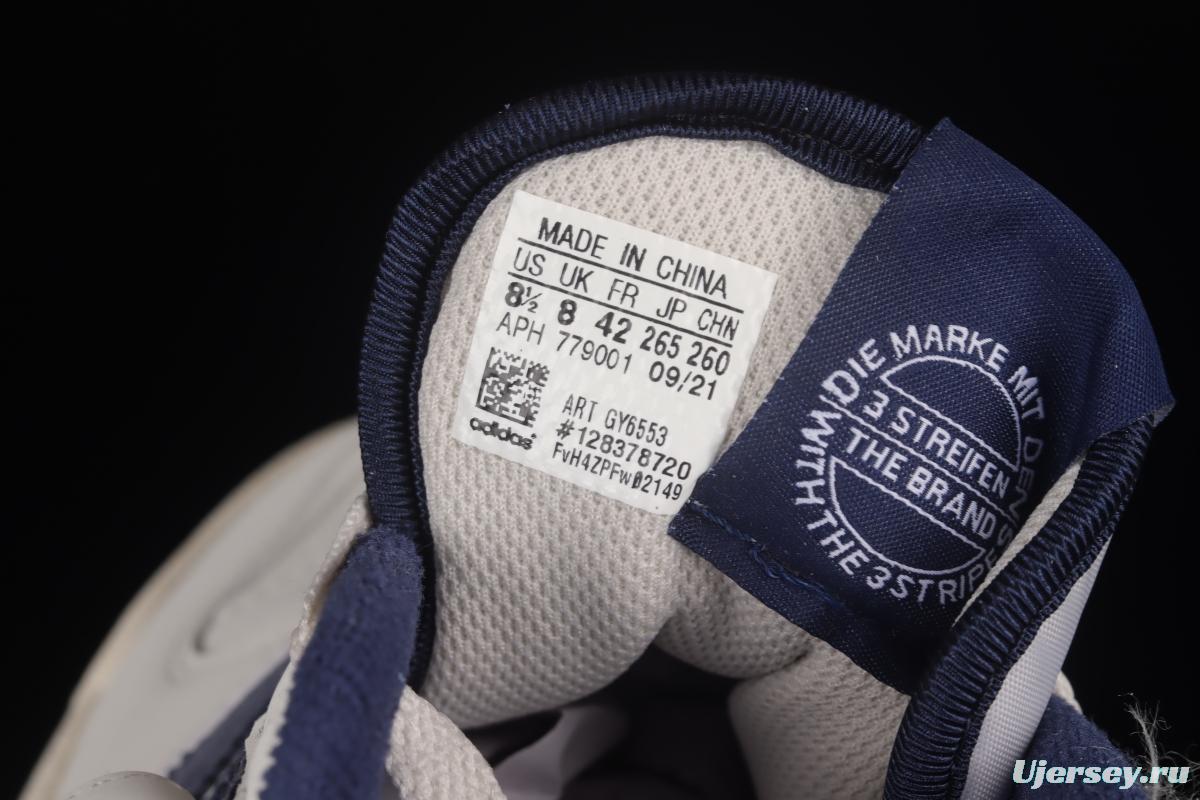 MADE IN CHINA
US UK FR JP CHN
8½ 8 42 265 260
APH 779001 09/21
ART GY6553
#128378720
adidas
DIE MARKE MIT DEN
3 STREIFEN
THE BRAND
WITH THE 3 STRIPE
Ujersey.ru